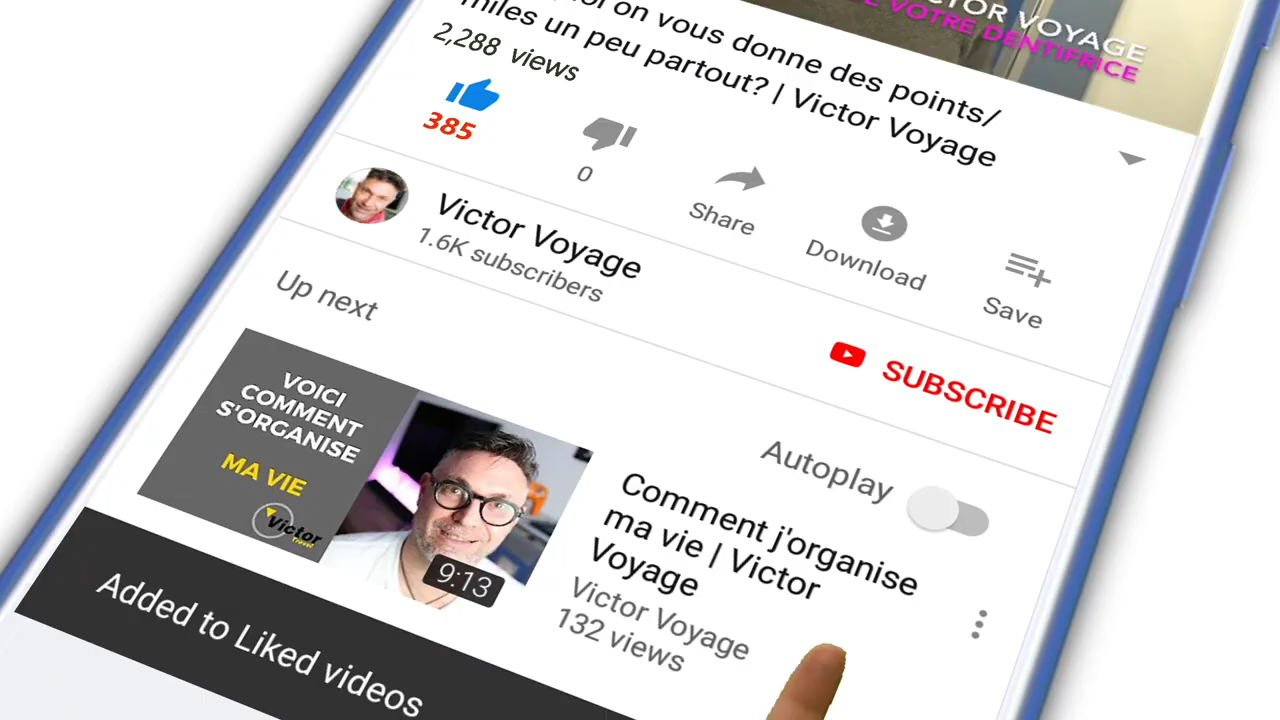 CTOR VOYAGE
VOTRE DENTIFRICE
on vous donne des points/
miles un peu partout? | Victor Voyage
2,288 views
385
0
Share
Download
Save
Victor Voyage
1.6K subscribers
SUBSCRIBE
Up next
Autoplay
VOICI
COMMENT
S'ORGANISE
MA VIE
Victor
Travel
9:13
Comment j'organise
ma vie | Victor
Voyage
Victor Voyage
132 views
Added to Liked videos